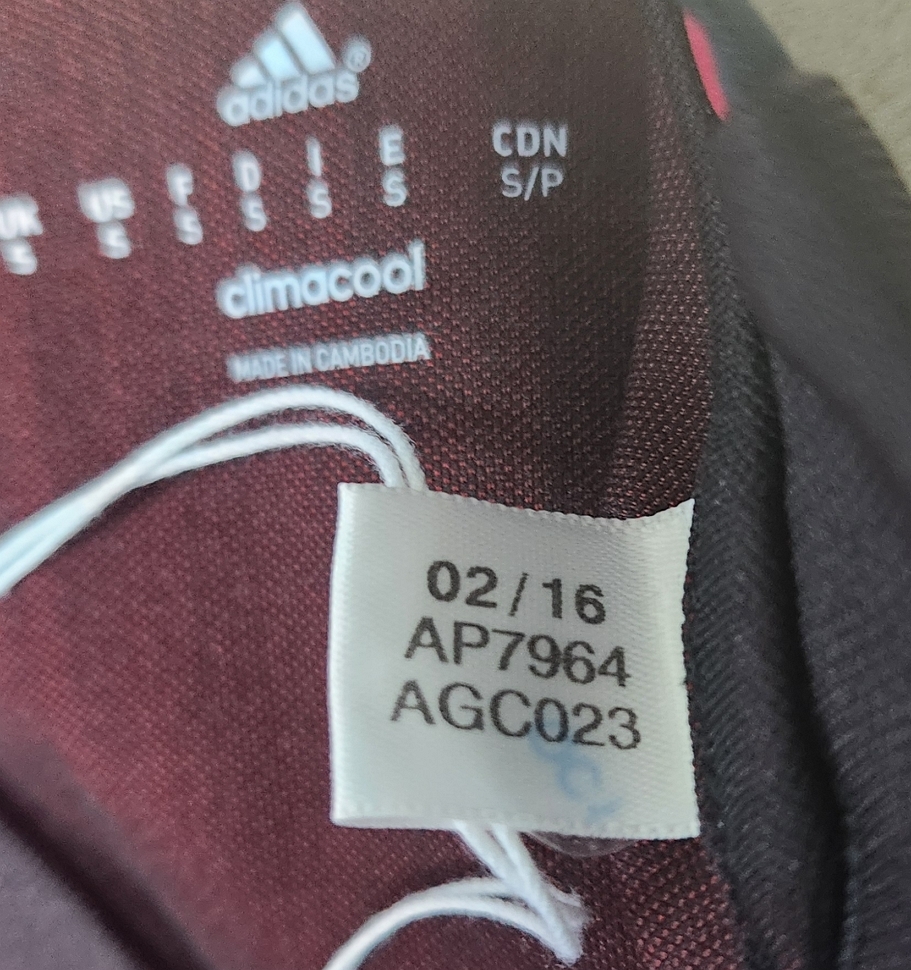 adidas®
UK US F D I E CDN
S S S S S S S/P
climacool
MADE IN CAMBODIA
02/16
AP7964
AGC023